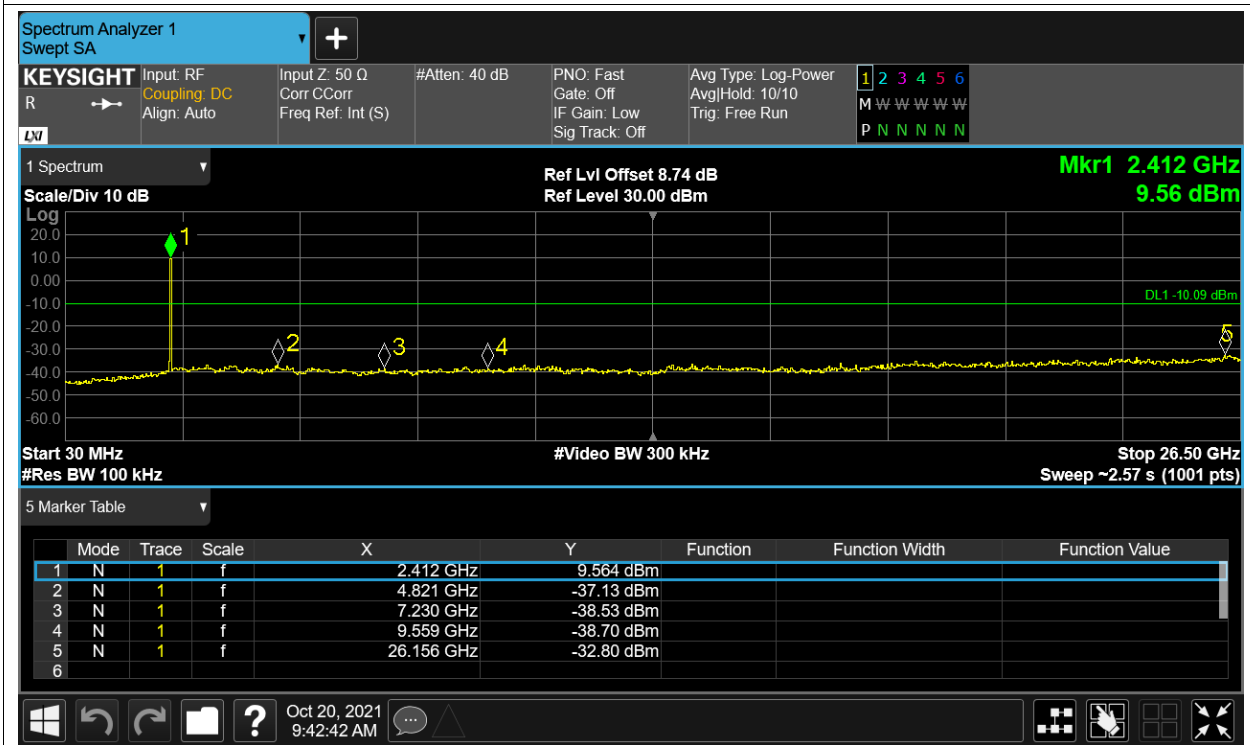 Spectrum Analyzer 1
Swept SA
KEYSIGHT Input: RF Input Z: 50 Ω #Atten: 40 dB PNO: Fast Avg Type: Log-Power 1 2 3 4 5 6
R Coupling: DC Corr CCorr Gate: Off Avg|Hold: 10/10 M W W W W W
Align: Auto Freq Ref: Int (S) IF Gain: Low Trig: Free Run
LXI Sig Track: Off P N N N N N
1 Spectrum Ref Lvl Offset 8.74 dB Mkr1 2.412 GHz
Scale/Div 10 dB Ref Level 30.00 dBm 9.56 dBm
Log
20.0 1
10.0
0.00
-10.0 DL1 -10.09 dBm
-20.0
-30.0 2 3 4 5
-40.0
-50.0
-60.0
Start 30 MHz #Video BW 300 kHz Stop 26.50 GHz
#Res BW 100 kHz Sweep ~2.57 s (1001 pts)
5 Marker Table
Mode Trace Scale X Y Function Function Width Function Value
1 N 1 f 2.412 GHz 9.564 dBm
2 N 1 f 4.821 GHz -37.13 dBm
3 N 1 f 7.230 GHz -38.53 dBm
4 N 1 f 9.559 GHz -38.70 dBm
5 N 1 f 26.156 GHz -32.80 dBm
6
? Oct 20, 2021
9:42:42 AM